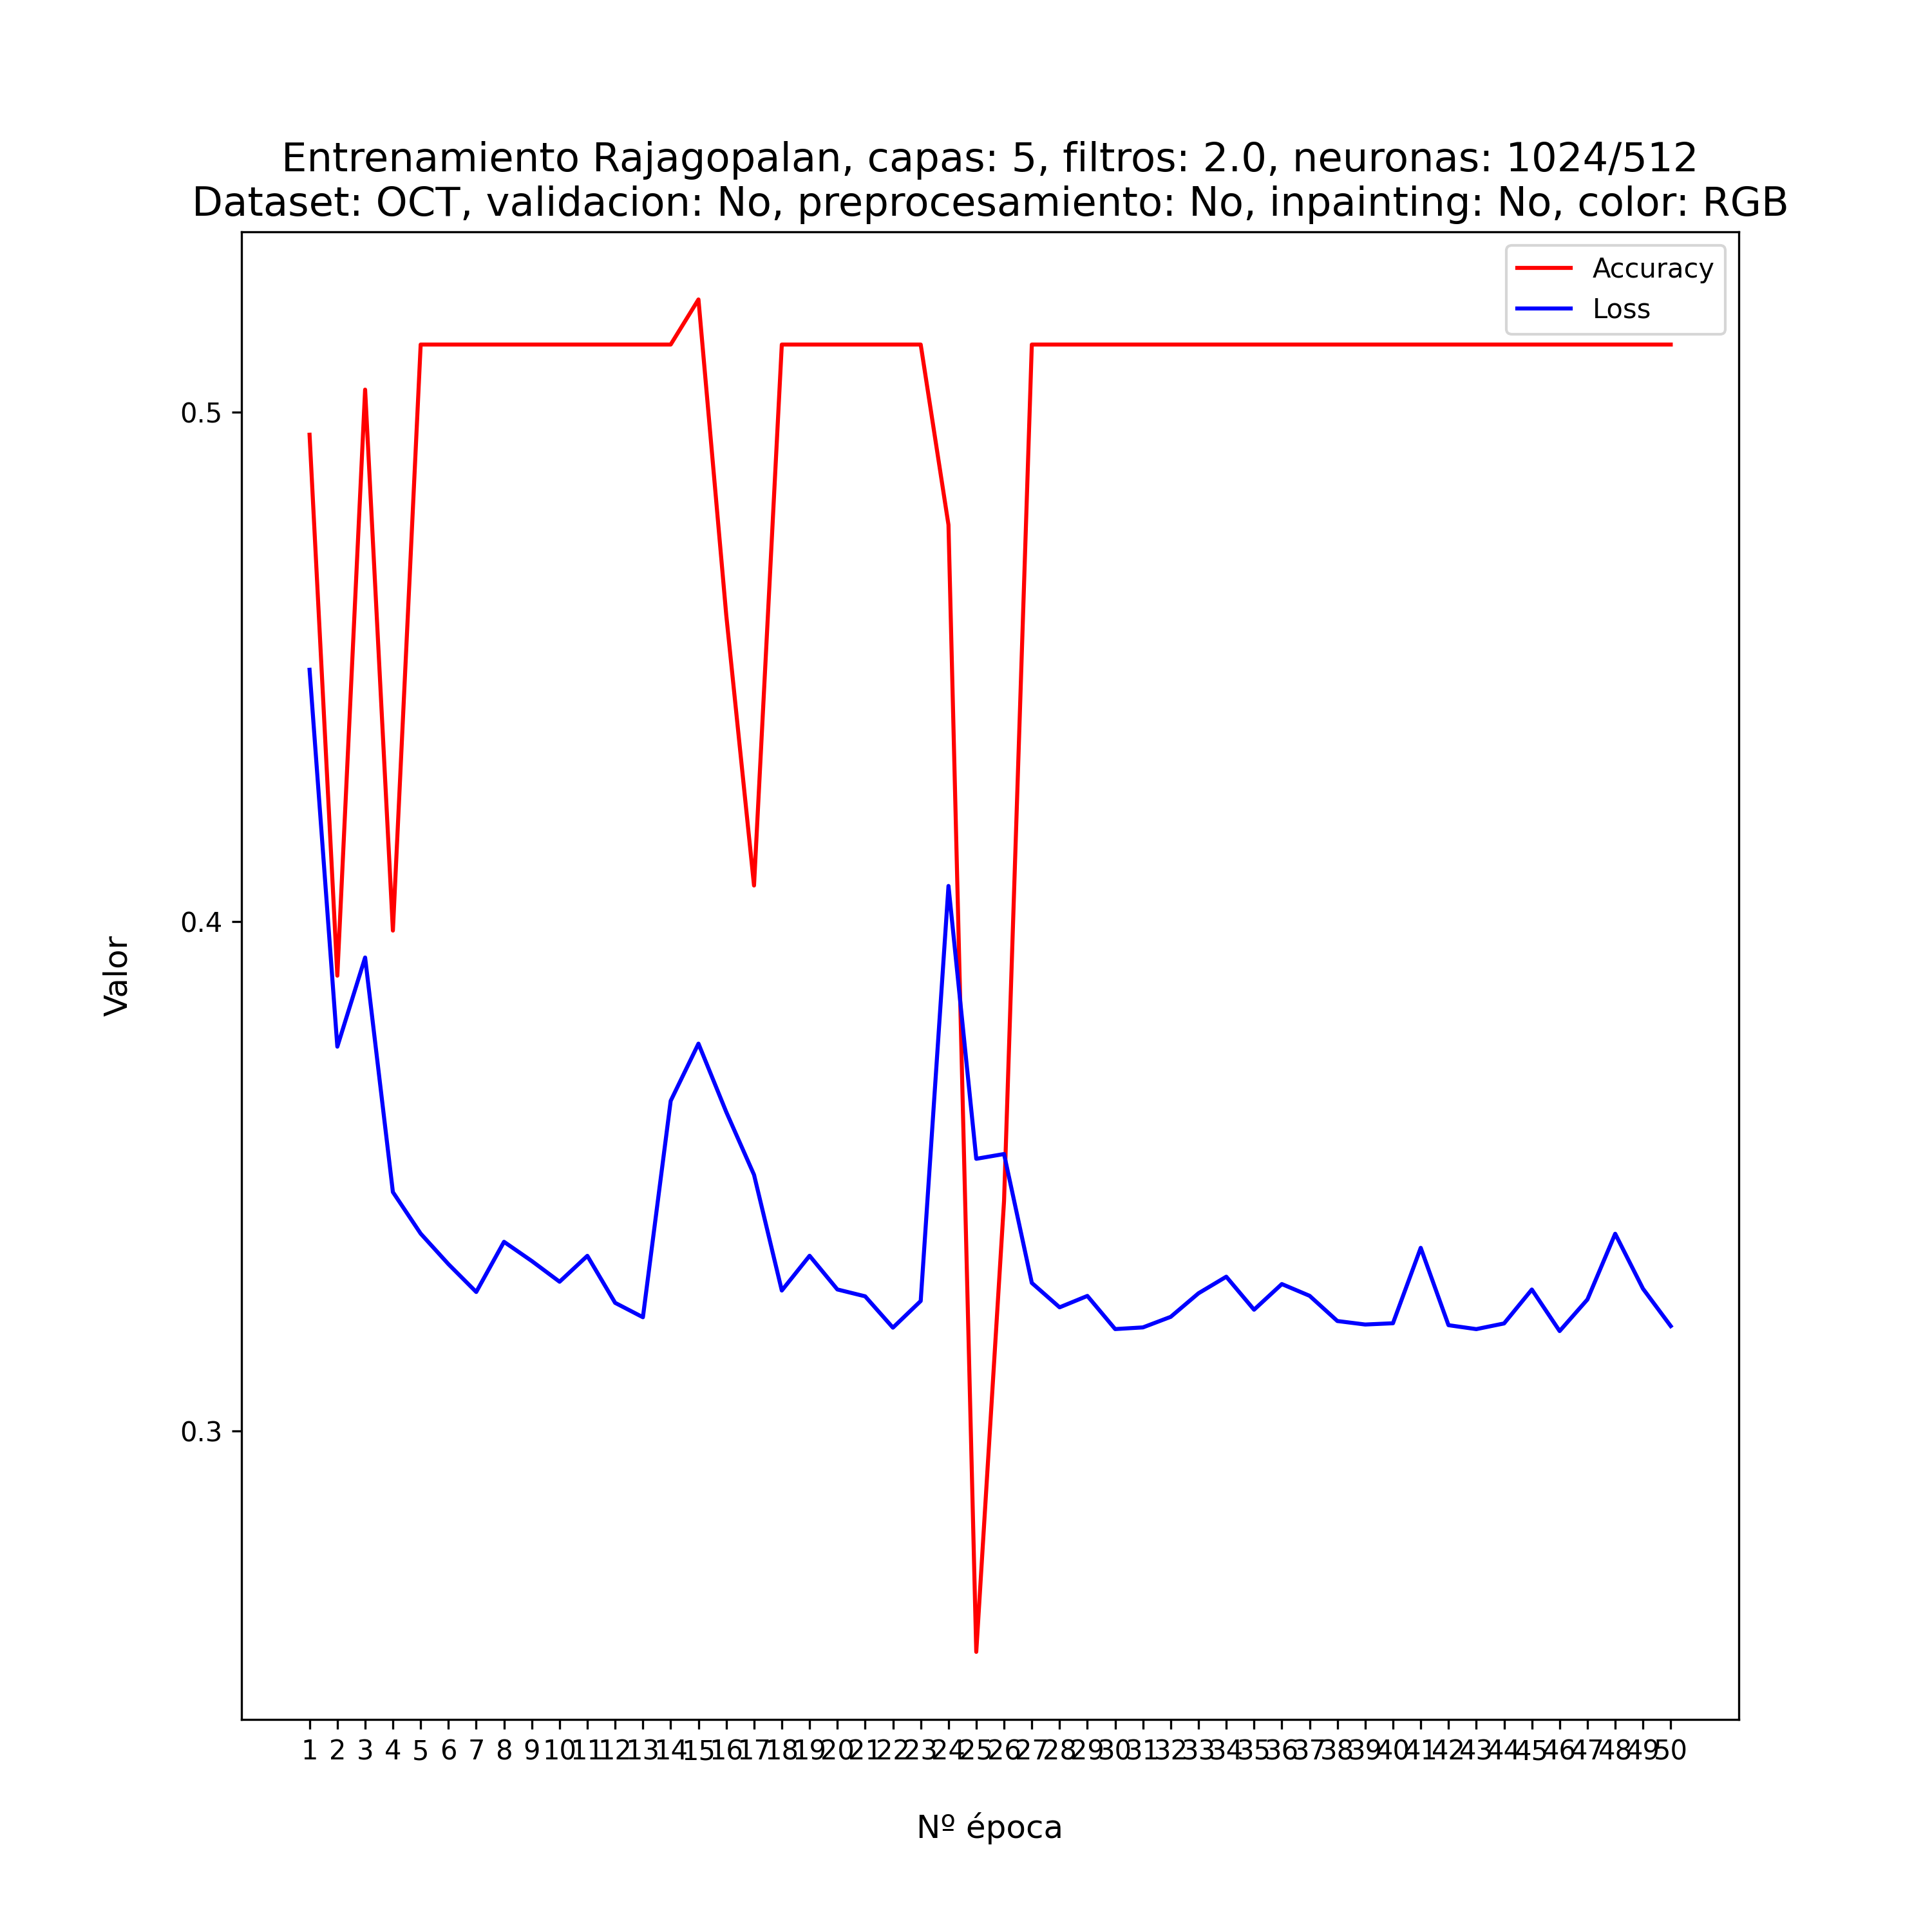 Entrenamiento Rajagopalan, capas: 5, filtros: 2.0, neuronas: 1024/512
Dataset: OCT, validacion: No, preprocesamiento: No, inpainting: No, color: RGB
Accuracy
Loss
0.5
0.4
0.3
Valor
1 2 3 4 5 6 7 8 9 10 11 12 13 14 15 16 17 18 19 20 21 22 23 24 25 26 27 28 29 30 31 32 33 34 35 36 37 38 39 40 41 42 43 44 45 46 47 48 49 50
Nº época